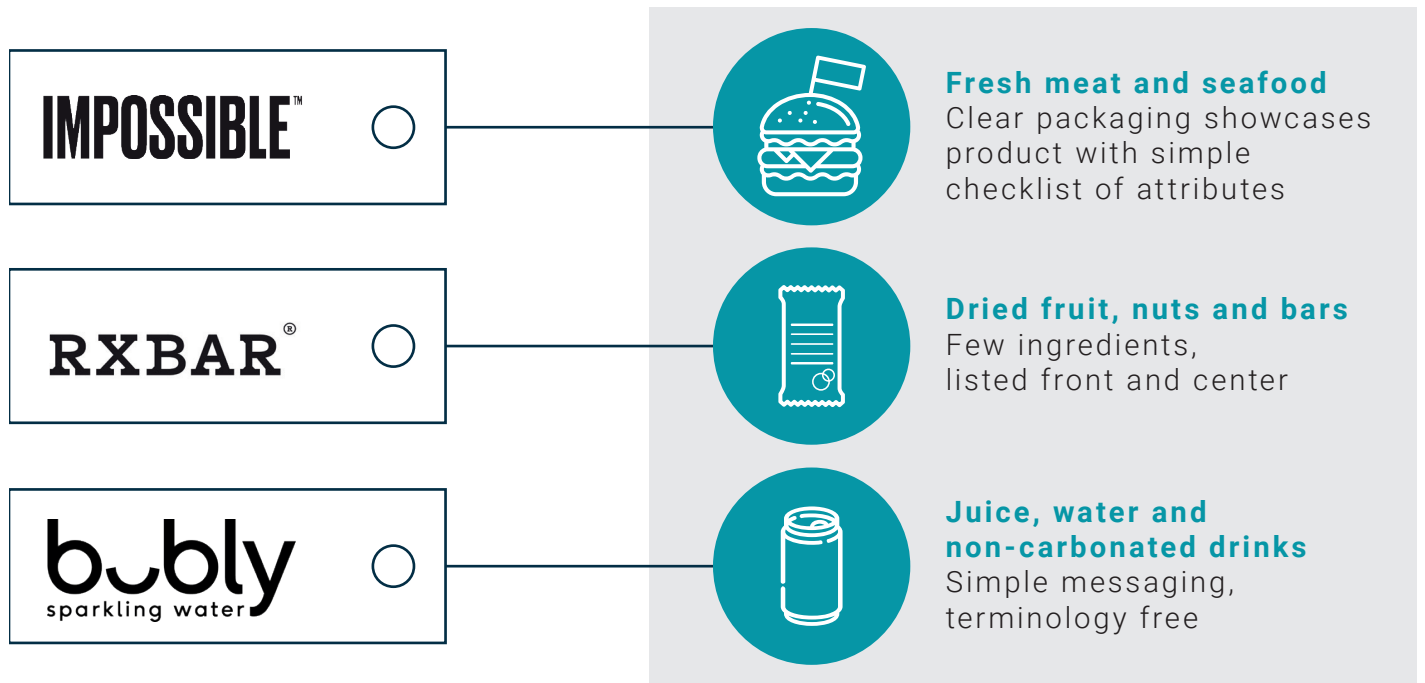 IMPOSSIBLE™
Fresh meat and seafood
Clear packaging showcases
product with simple
checklist of attributes
RXBAR®
Dried fruit, nuts and bars
Few ingredients,
listed front and center
bubly
sparkling water
Juice, water and
non-carbonated drinks
Simple messaging,
terminology free